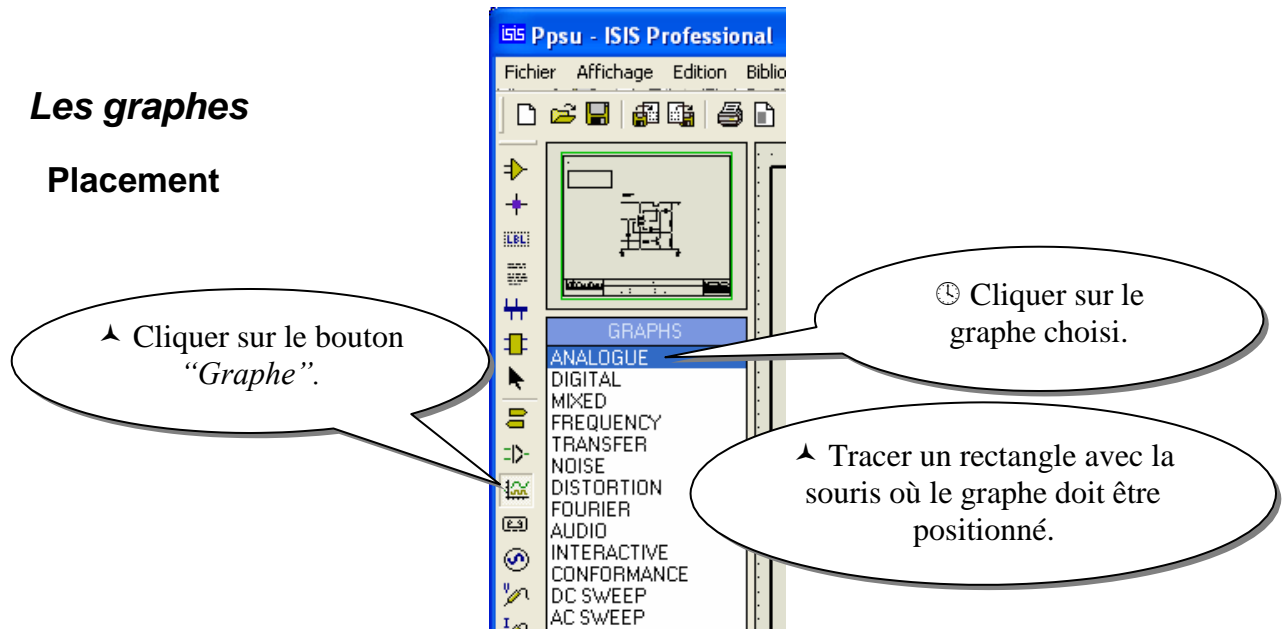 isis Ppsu - ISIS Professional
Fichier Affichage Edition Biblio
Les graphes
Placement
LBL
➢ Cliquer sur le bouton
“Graphe”.
GRAPHS
ANALOGUE
DIGITAL
MIXED
FREQUENCY
TRANSFER
NOISE
DISTORTION
FOURIER
AUDIO
INTERACTIVE
CONFORMANCE
DC SWEEP
AC SWEEP
🕓 Cliquer sur le
graphe choisi.
➢ Tracer un rectangle avec la
souris où le graphe doit être
positionné.